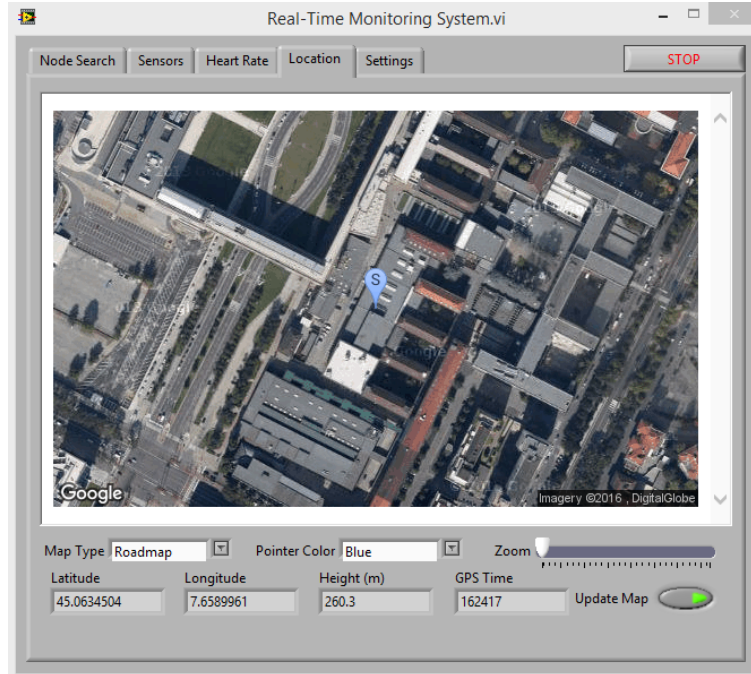 Real-Time Monitoring System.vi
Node Search Sensors Heart Rate Location Settings STOP
S
Google
Imagery ©2016 , DigitalGlobe
Map Type Roadmap Pointer Color Blue Zoom
Latitude Longitude Height (m) GPS Time
45.0634504 7.6589961 260.3 162417 Update Map